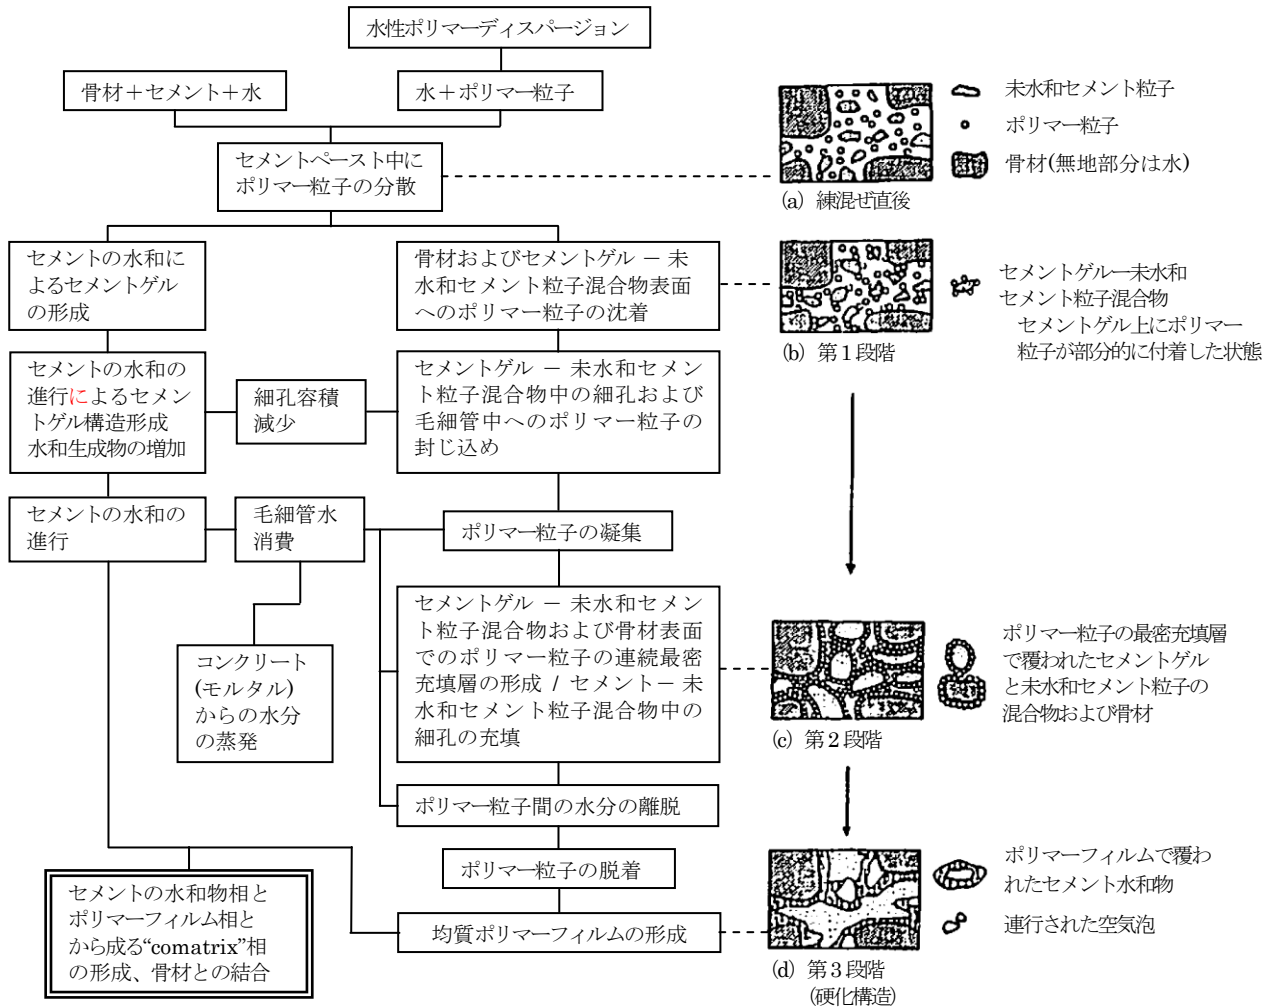 水性ポリマーディスパージョン
骨材＋セメント＋水
水＋ポリマー粒子
セメントペースト中に
ポリマー粒子の分散
未水和セメント粒子
ポリマー粒子
骨材(無地部分は水)
(a) 練混ぜ直後
セメントの水和に
よるセメントゲル
の形成
骨材およびセメントゲル － 未
水和セメント粒子混合物表面
へのポリマー粒子の沈着
セメントゲル－未水和
セメント粒子混合物
セメントゲル上にポリマー
粒子が部分的に付着した状態
(b) 第1段階
セメントの水和の
進行によるセメン
トゲル構造形成
水和生成物の増加
細孔容積
減少
セメントゲル － 未水和セメン
ト粒子混合物中の細孔および
毛細管中へのポリマー粒子の
封じ込め
セメントの水和の
進行
毛細管水
消費
ポリマー粒子の凝集
コンクリート
(モルタル)
からの水分
の蒸発
セメントゲル － 未水和セメン
ト粒子混合物および骨材表面
でのポリマー粒子の連続最密
充填層の形成 / セメント－ 未
水和セメント粒子混合物中の
細孔の充填
ポリマー粒子の最密充填層
で覆われたセメントゲル
と未水和セメント粒子の
混合物および骨材
(c) 第2段階
ポリマー粒子間の水分の離脱
ポリマー粒子の脱着
均質ポリマーフィルムの形成
セメントの水和物相と
ポリマーフィルム相と
から成る“comatrix”相
の形成、骨材との結合
ポリマーフィルムで覆わ
れたセメント水和物
連行された空気泡
(d) 第3段階
(硬化構造)